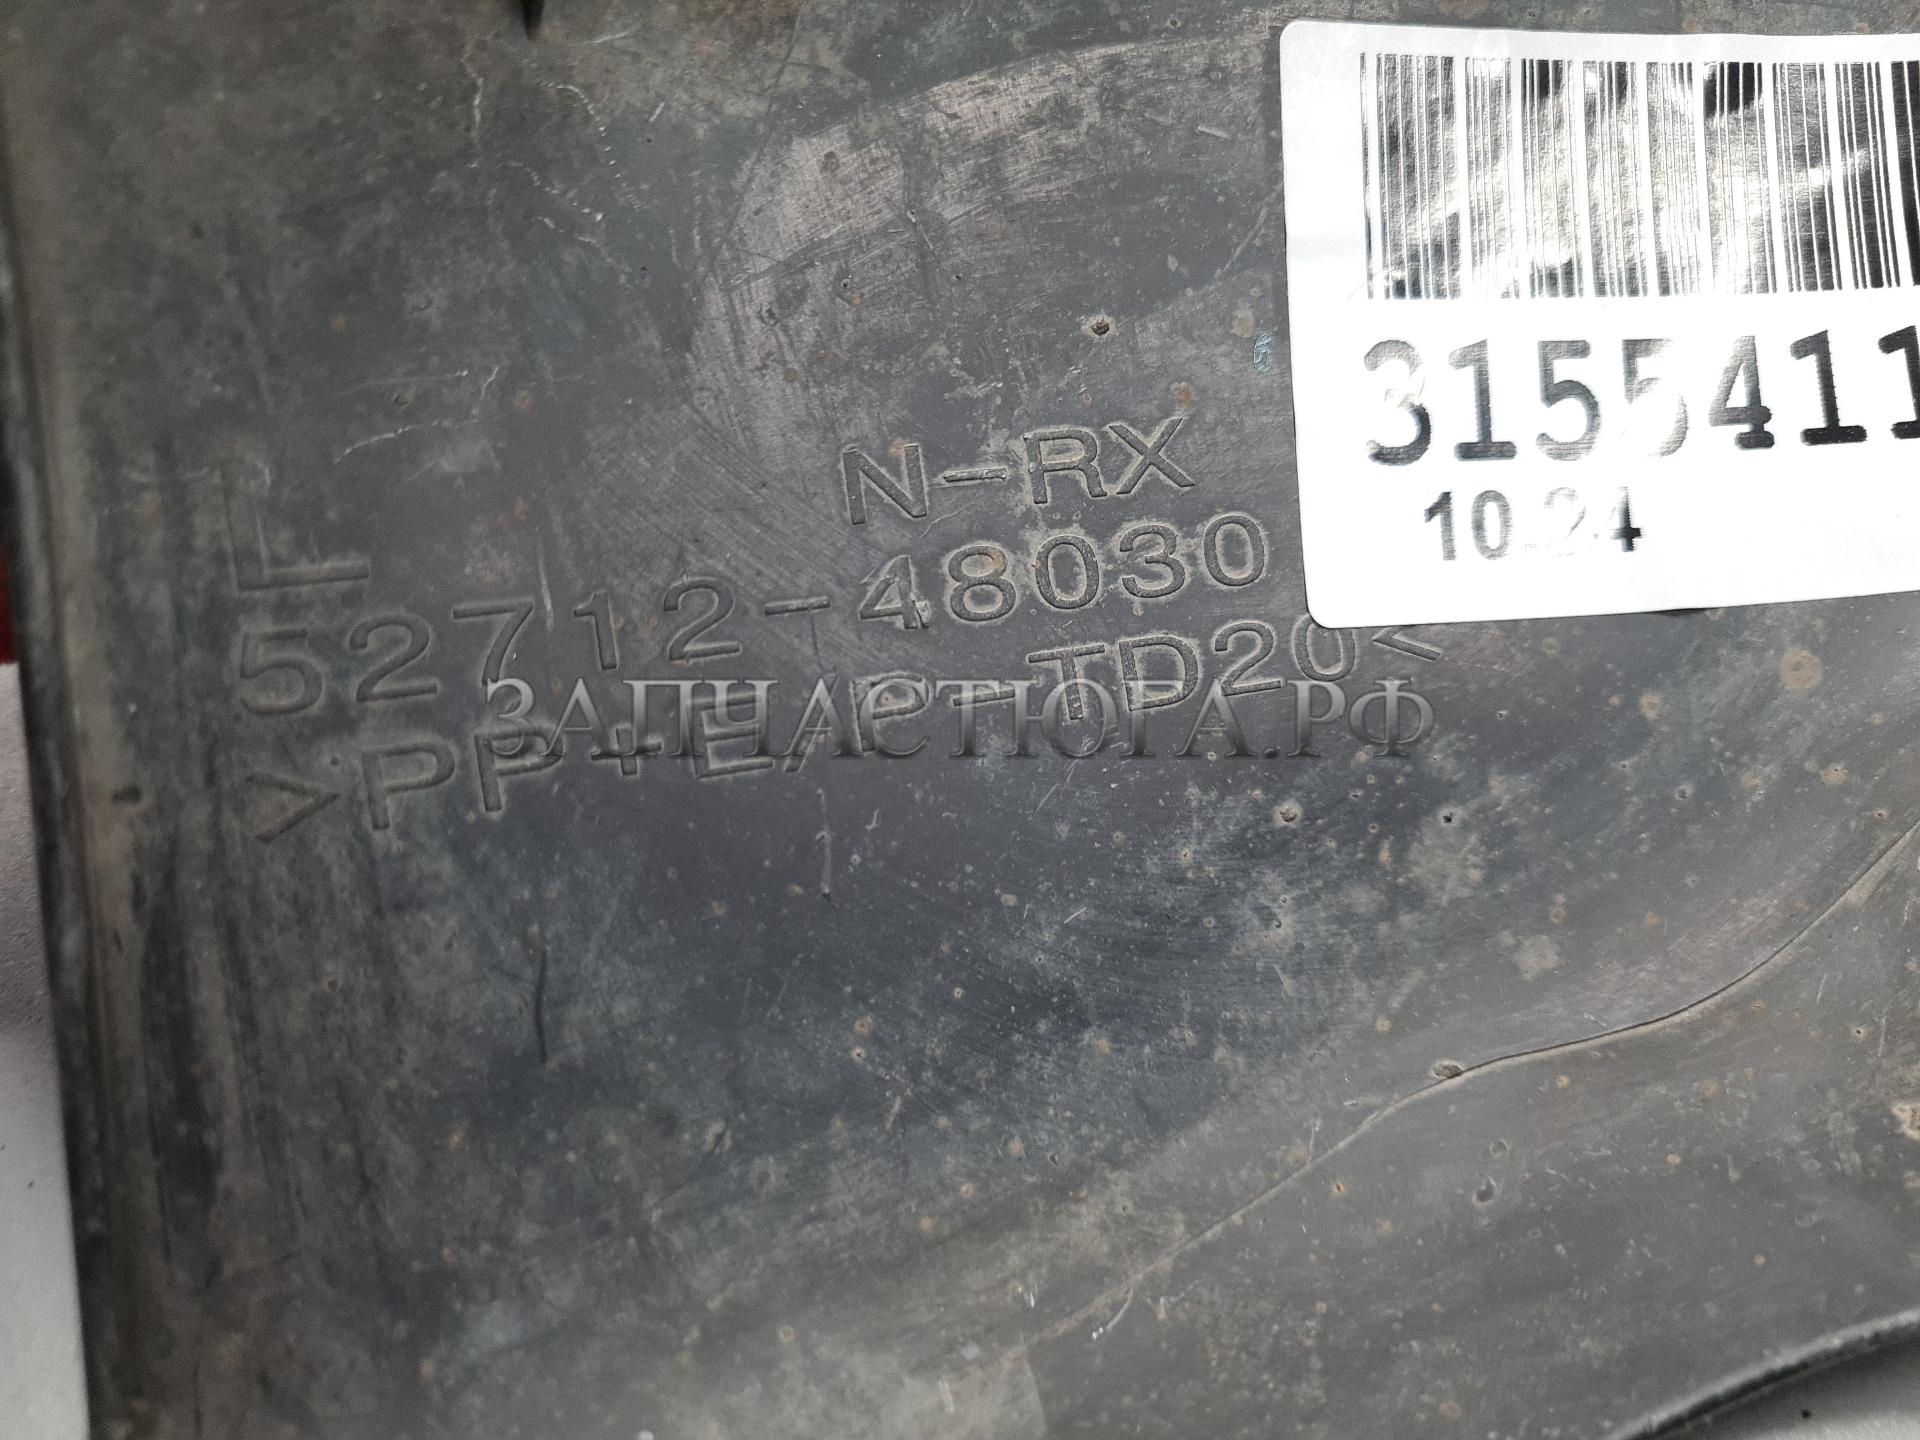 3155411
10.24
N-RX
L
52712-48030
>PP+E/P-TD20<
ЗАПЧАСТЮГА.РФ